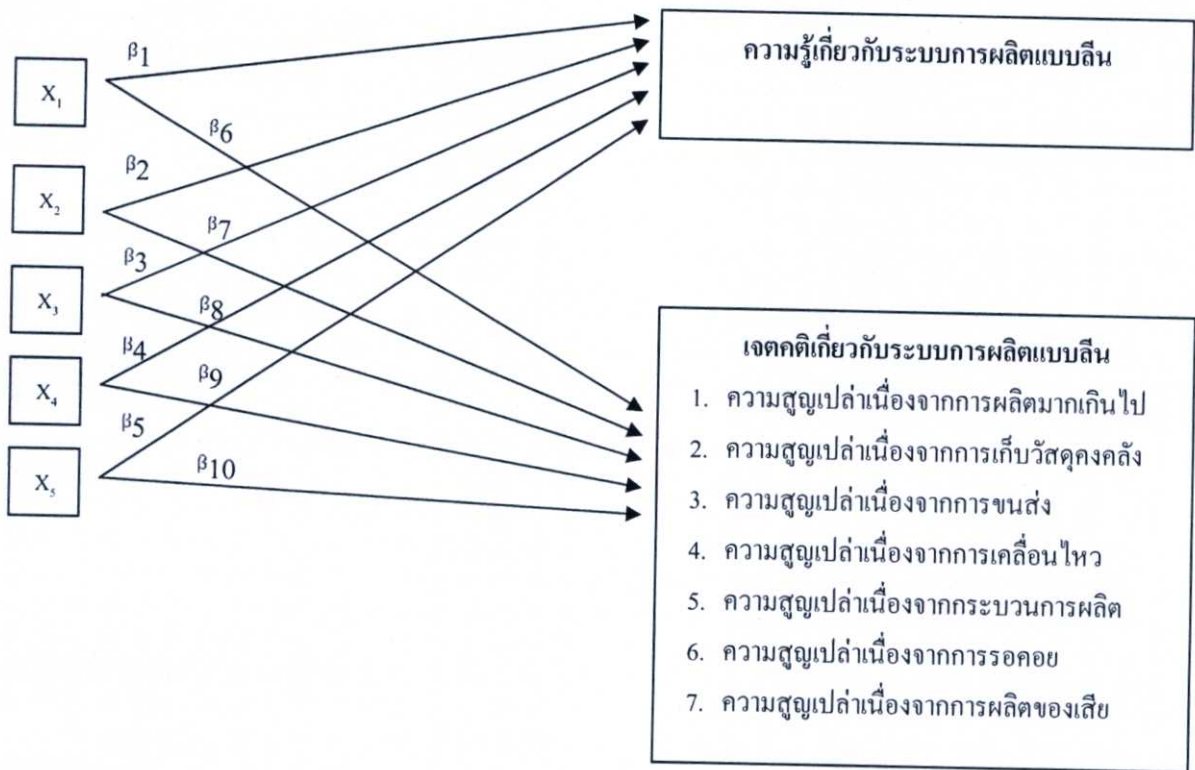 β1
ความรู้เกี่ยวกับระบบการผลิตแบบลีน
X1
β6
β2
X2
β7
β3
X3
β8
β4
X4
β9
β5
X5
β10
เจตคติเกี่ยวกับระบบการผลิตแบบลีน
1. ความสูญเปล่าเนื่องจากการผลิตมากเกินไป
2. ความสูญเปล่าเนื่องจากการเก็บวัสดุคงคลัง
3. ความสูญเปล่าเนื่องจากการขนส่ง
4. ความสูญเปล่าเนื่องจากการเคลื่อนไหว
5. ความสูญเปล่าเนื่องจากกระบวนการผลิต
6. ความสูญเปล่าเนื่องจากการรอคอย
7. ความสูญเปล่าเนื่องจากการผลิตของเสีย